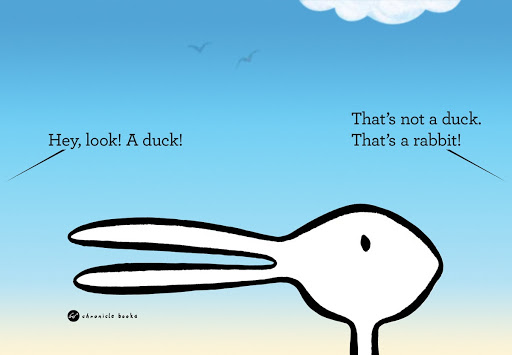 Hey, look! A duck!
That's not a duck.
That's a rabbit!
chronicle books